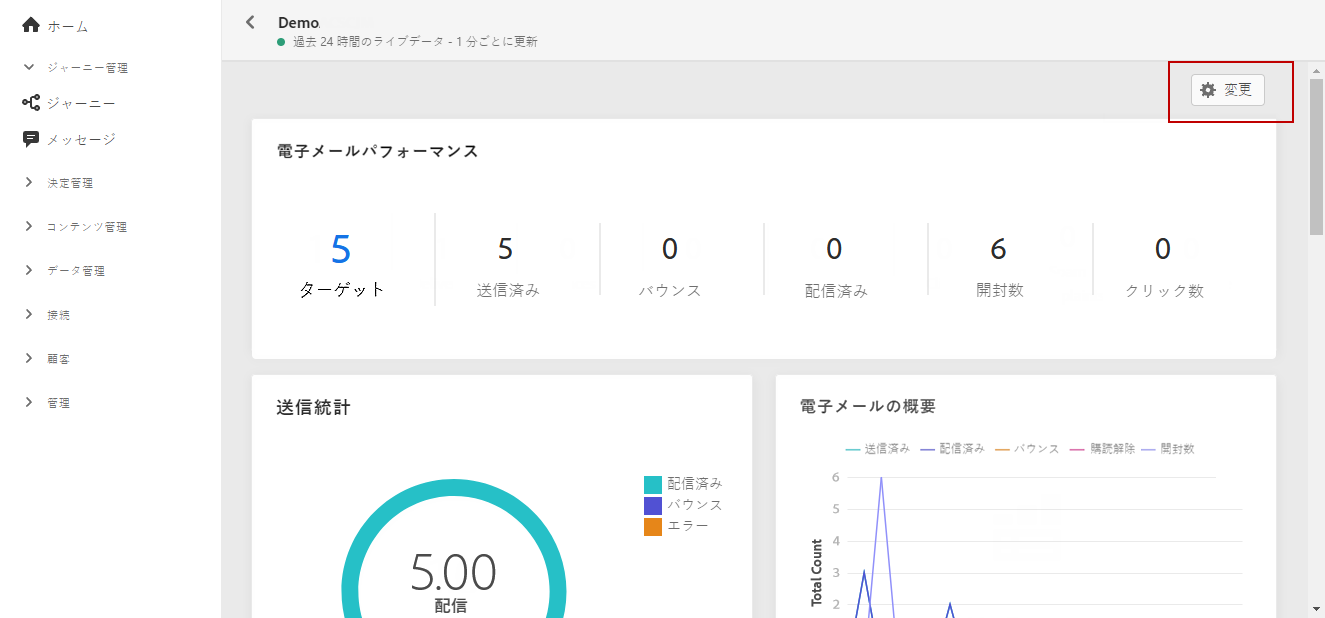 ホーム
ジャーニー管理
ジャーニー
メッセージ
決定管理
コンテンツ管理
データ管理
接続
顧客
管理
Demo
過去 24 時間のライブデータ - 1 分ごとに更新
変更
電子メールパフォーマンス
5 5 0 0 6 0
ターゲット 送信済み バウンス 配信済み 開封数 クリック数
送信統計
配信済み
バウンス
エラー
5.00
配信
電子メールの概要
送信済み 配信済み バウンス 購読解除 開封数
6
5
4
3
2
Total Count